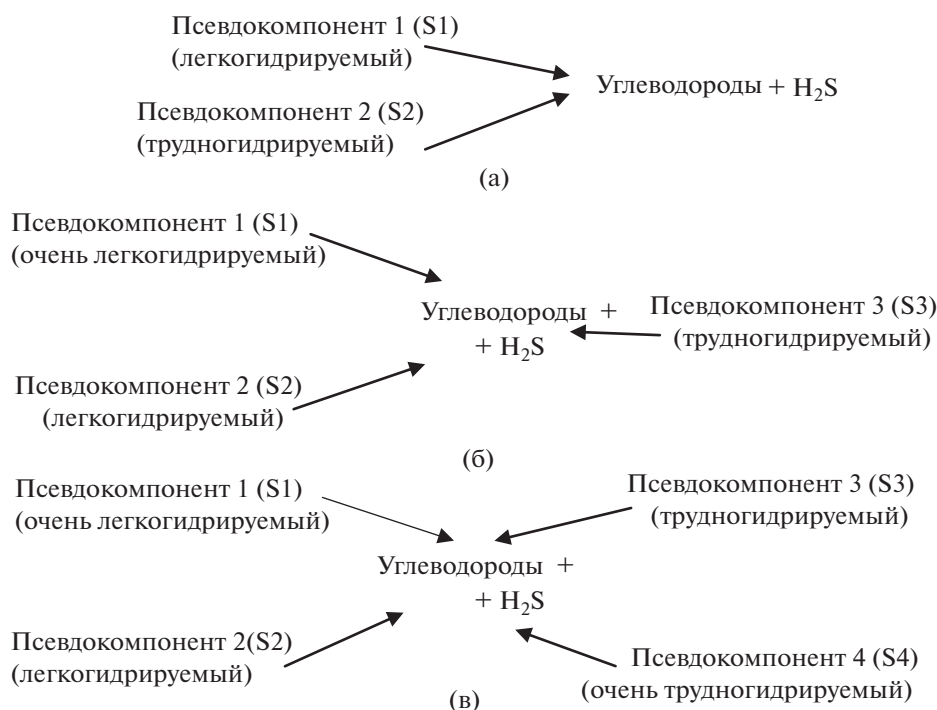 Псевдокомпонент 1 (S1)
(легкогидрируемый)
Углеводороды + H₂S
Псевдокомпонент 2 (S2)
(трудногидрируемый)
(а)
Псевдокомпонент 1 (S1)
(очень легкогидрируемый)
Углеводороды +
+ H₂S
Псевдокомпонент 3 (S3)
(трудногидрируемый)
Псевдокомпонент 2 (S2)
(легкогидрируемый)
(б)
Псевдокомпонент 1 (S1)
(очень легкогидрируемый)
Псевдокомпонент 3 (S3)
(трудногидрируемый)
Углеводороды +
+ H₂S
Псевдокомпонент 2(S2)
(легкогидрируемый)
Псевдокомпонент 4 (S4)
(очень трудногидрируемый)
(в)